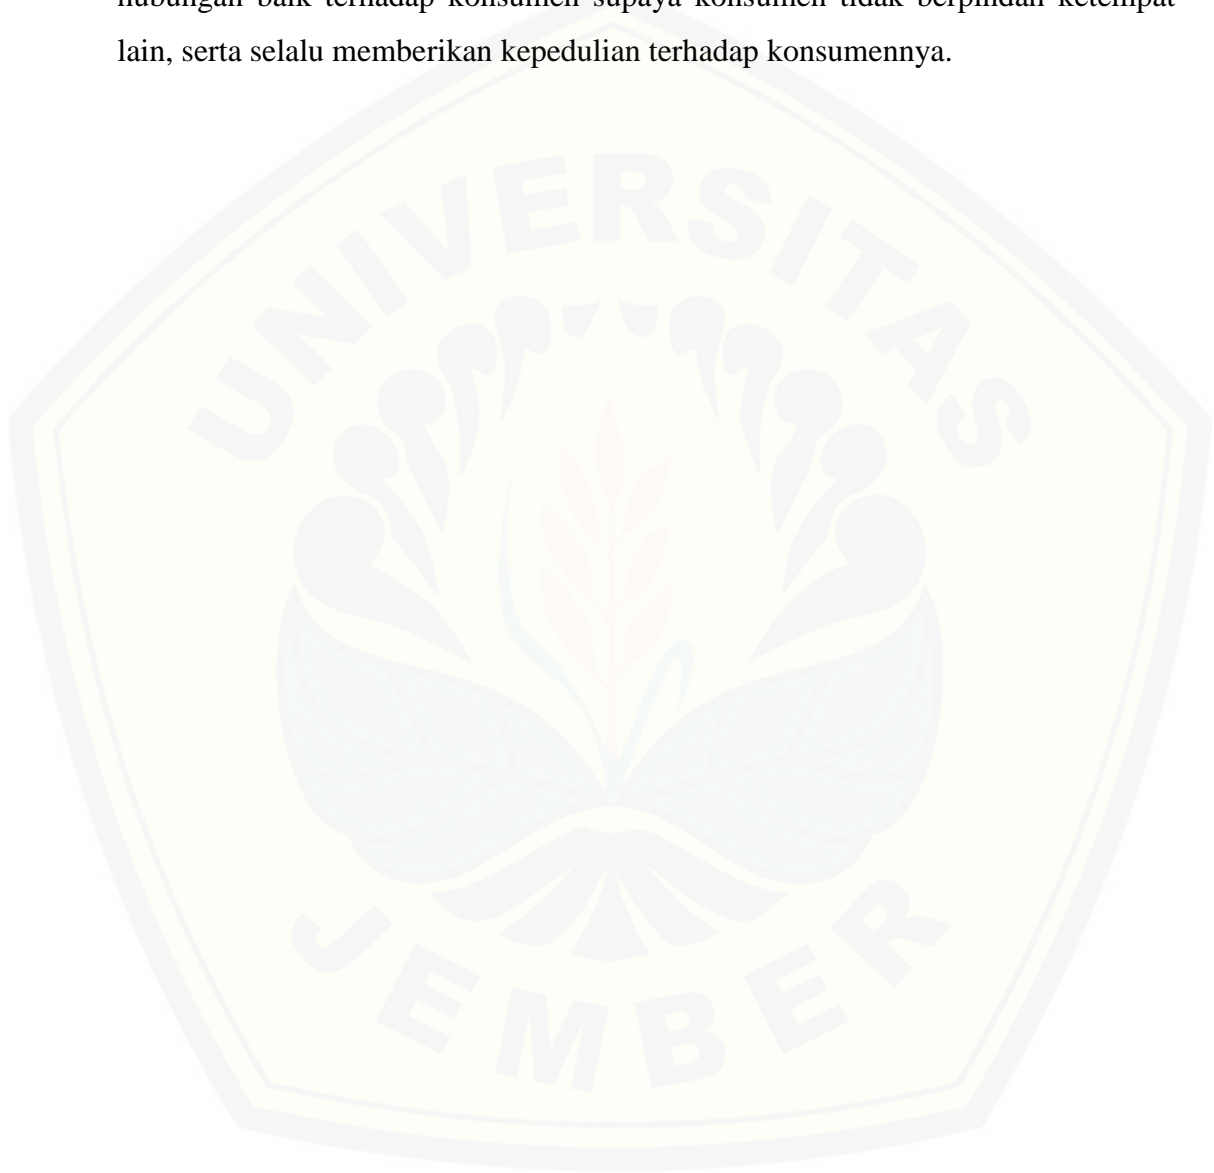 hubungan baik terhadap konsumen supaya konsumen tidak berpindah ketempat
lain, serta selalu memberikan kepedulian terhadap konsumennya.
UNIVERSITAS
JEMBER